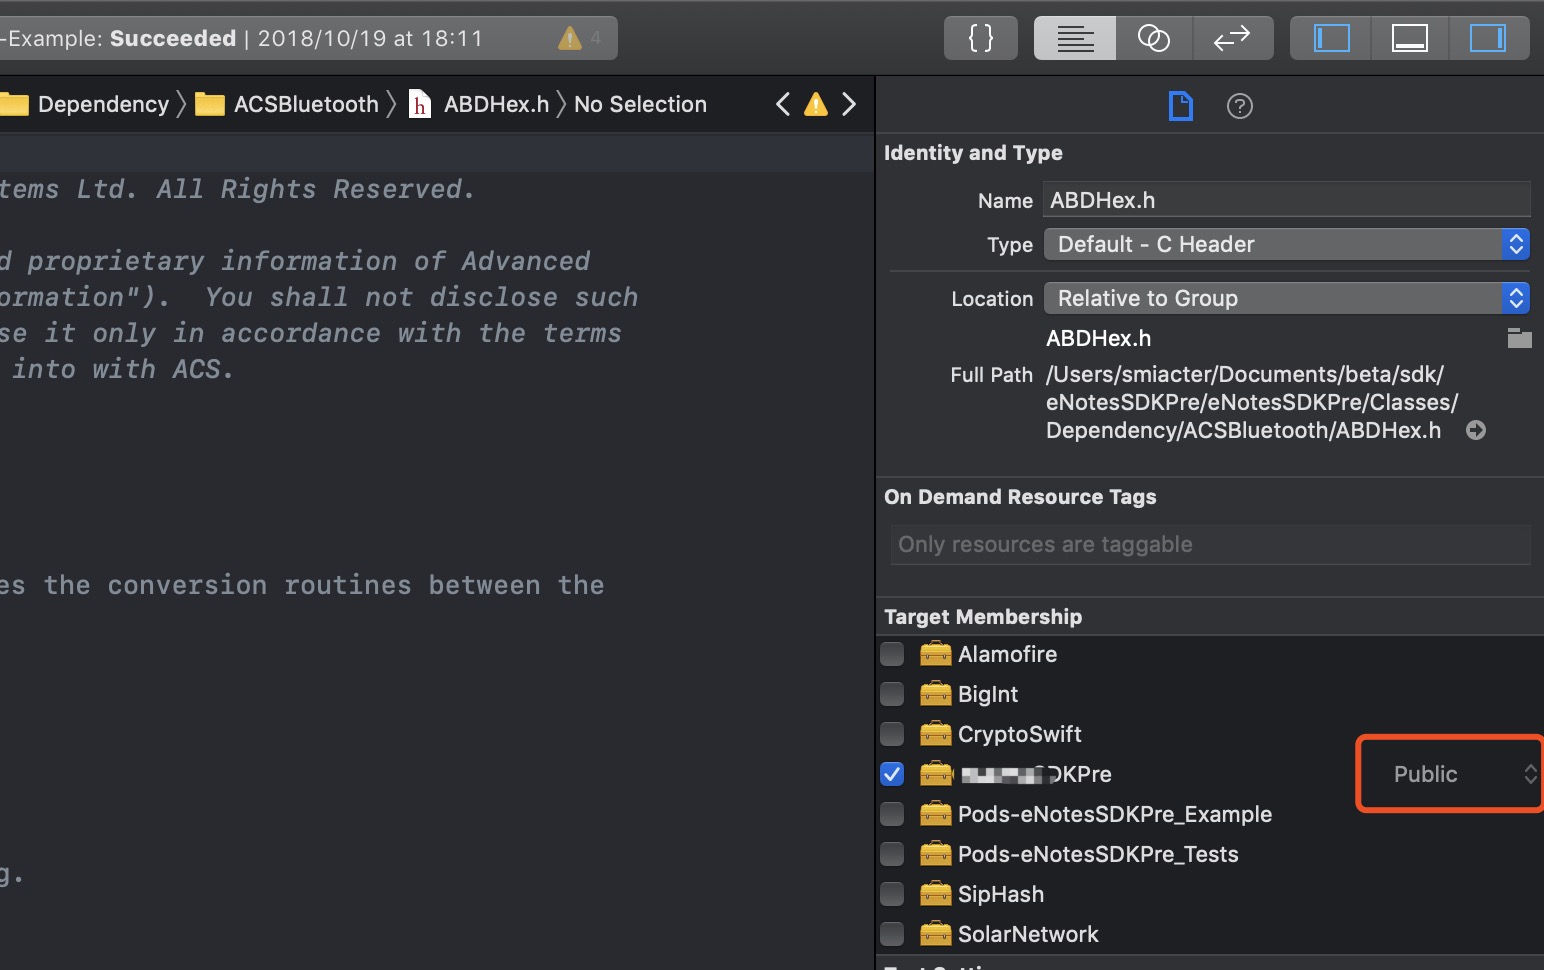 -Example: Succeeded | 2018/10/19 at 18:11 4
{ }
Dependency ACSBluetooth h ABDHex.h No Selection
tems Ltd. All Rights Reserved.
d proprietary information of Advanced
ormation"). You shall not disclose such
se it only in accordance with the terms
into with ACS.
es the conversion routines between the
g.
?
Identity and Type
Name ABDHex.h
Type Default - C Header
Location Relative to Group
ABDHex.h
Full Path /Users/smiacter/Documents/beta/sdk/
eNotesSDKPre/eNotesSDKPre/Classes/
Dependency/ACSBluetooth/ABDHex.h
On Demand Resource Tags
Only resources are taggable
Target Membership
Alamofire
BigInt
CryptoSwift
SDKPre Public
Pods-eNotesSDKPre_Example
Pods-eNotesSDKPre_Tests
SipHash
SolarNetwork